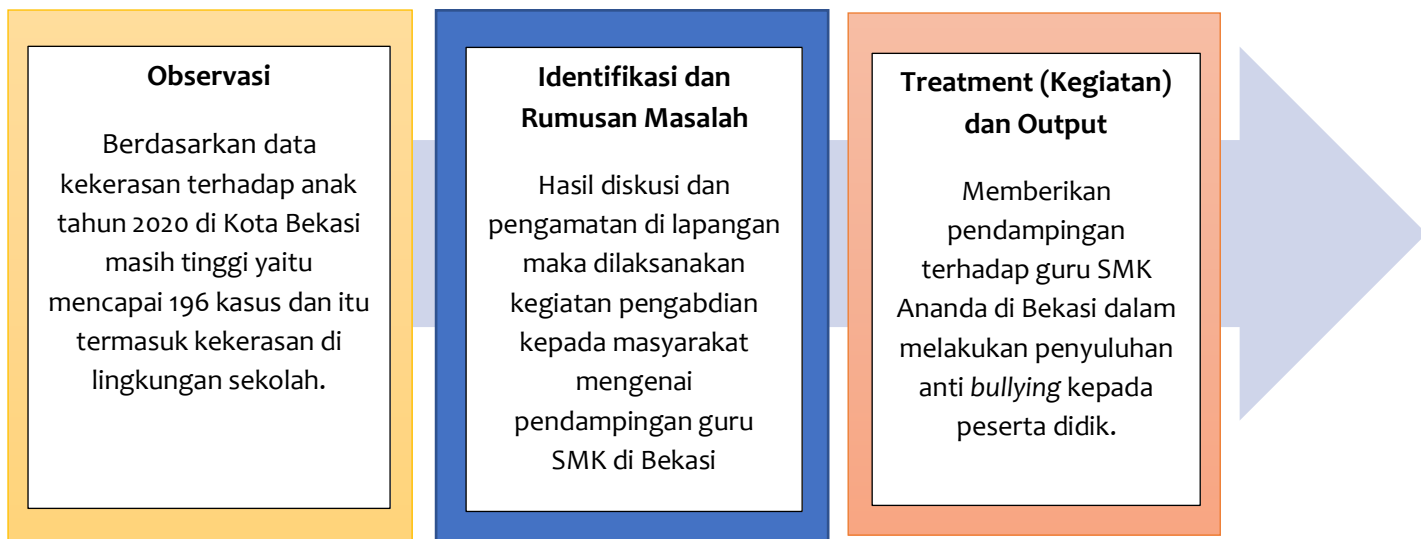 Observasi
Berdasarkan data
kekerasan terhadap anak
tahun 2020 di Kota Bekasi
masih tinggi yaitu
mencapai 196 kasus dan itu
termasuk kekerasan di
lingkungan sekolah.
Identifikasi dan
Rumusan Masalah
Hasil diskusi dan
pengamatan di lapangan
maka dilaksanakan
kegiatan pengabdian
kepada masyarakat
mengenai
pendampingan guru
SMK di Bekasi
Treatment (Kegiatan)
dan Output
Memberikan
pendampingan
terhadap guru SMK
Ananda di Bekasi dalam
melakukan penyuluhan
anti bullying kepada
peserta didik.